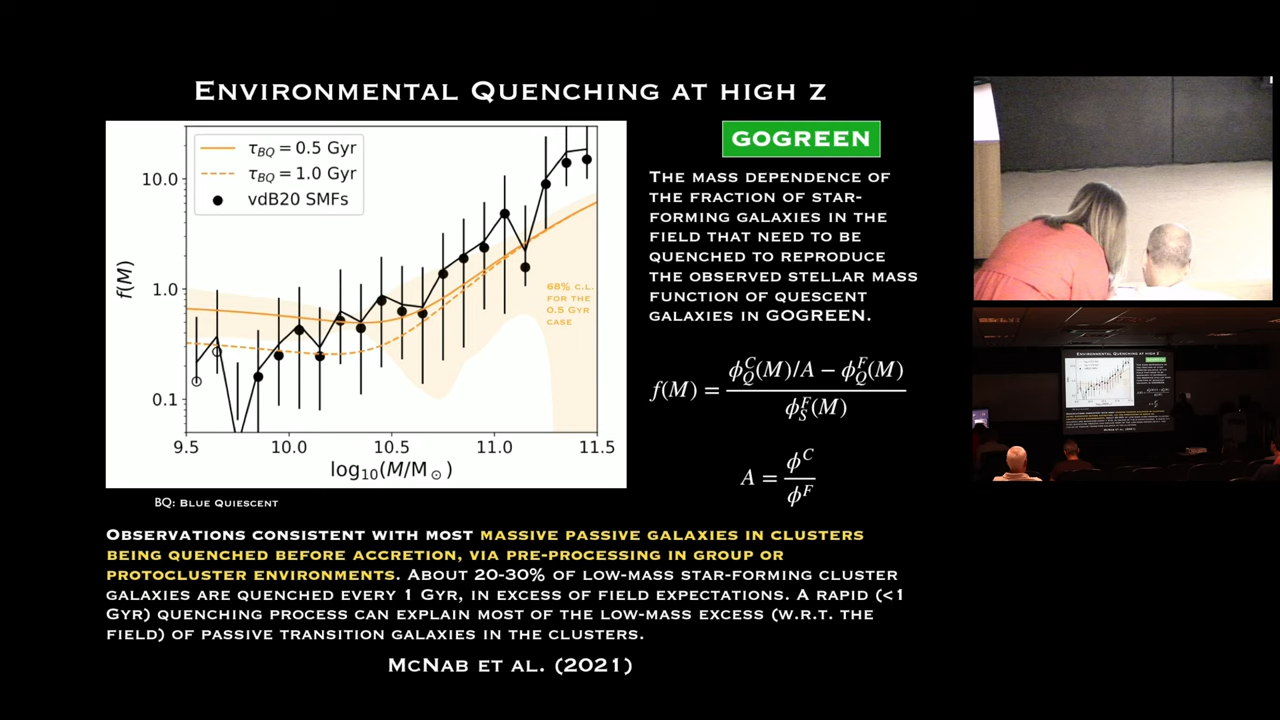 ENVIRONMENTAL QUENCHING AT HIGH Z
GOGREEN
τBQ = 0.5 Gyr
τBQ = 1.0 Gyr
vdB20 SMFs
10.0
1.0
0.1
f(M)
68% C.L.
FOR THE
0.5 GYR
CASE
9.5 10.0 10.5 11.0 11.5
log10(M/M⊙)
BQ: BLUE QUIESCENT
THE MASS DEPENDENCE OF
THE FRACTION OF STAR-
FORMING GALAXIES IN THE
FIELD THAT NEED TO BE
QUENCHED TO REPRODUCE
THE OBSERVED STELLAR MASS
FUNCTION OF QUESCENT
GALAXIES IN GOGREEN.
f(M) = (ϕ_Q^C(M)/A − ϕ_Q^F(M)) / ϕ_S^F(M)
A = ϕ^C / ϕ^F
OBSERVATIONS CONSISTENT WITH MOST MASSIVE PASSIVE GALAXIES IN CLUSTERS
BEING QUENCHED BEFORE ACCRETION, VIA PRE-PROCESSING IN GROUP OR
PROTOCLUSTER ENVIRONMENTS. ABOUT 20-30% OF LOW-MASS STAR-FORMING CLUSTER
GALAXIES ARE QUENCHED EVERY 1 GYR, IN EXCESS OF FIELD EXPECTATIONS. A RAPID (<1
GYR) QUENCHING PROCESS CAN EXPLAIN MOST OF THE LOW-MASS EXCESS (W.R.T. THE
FIELD) OF PASSIVE TRANSITION GALAXIES IN THE CLUSTERS.
MCNAB ET AL. (2021)
ENVIRONMENTAL QUENCHING AT HIGH Z